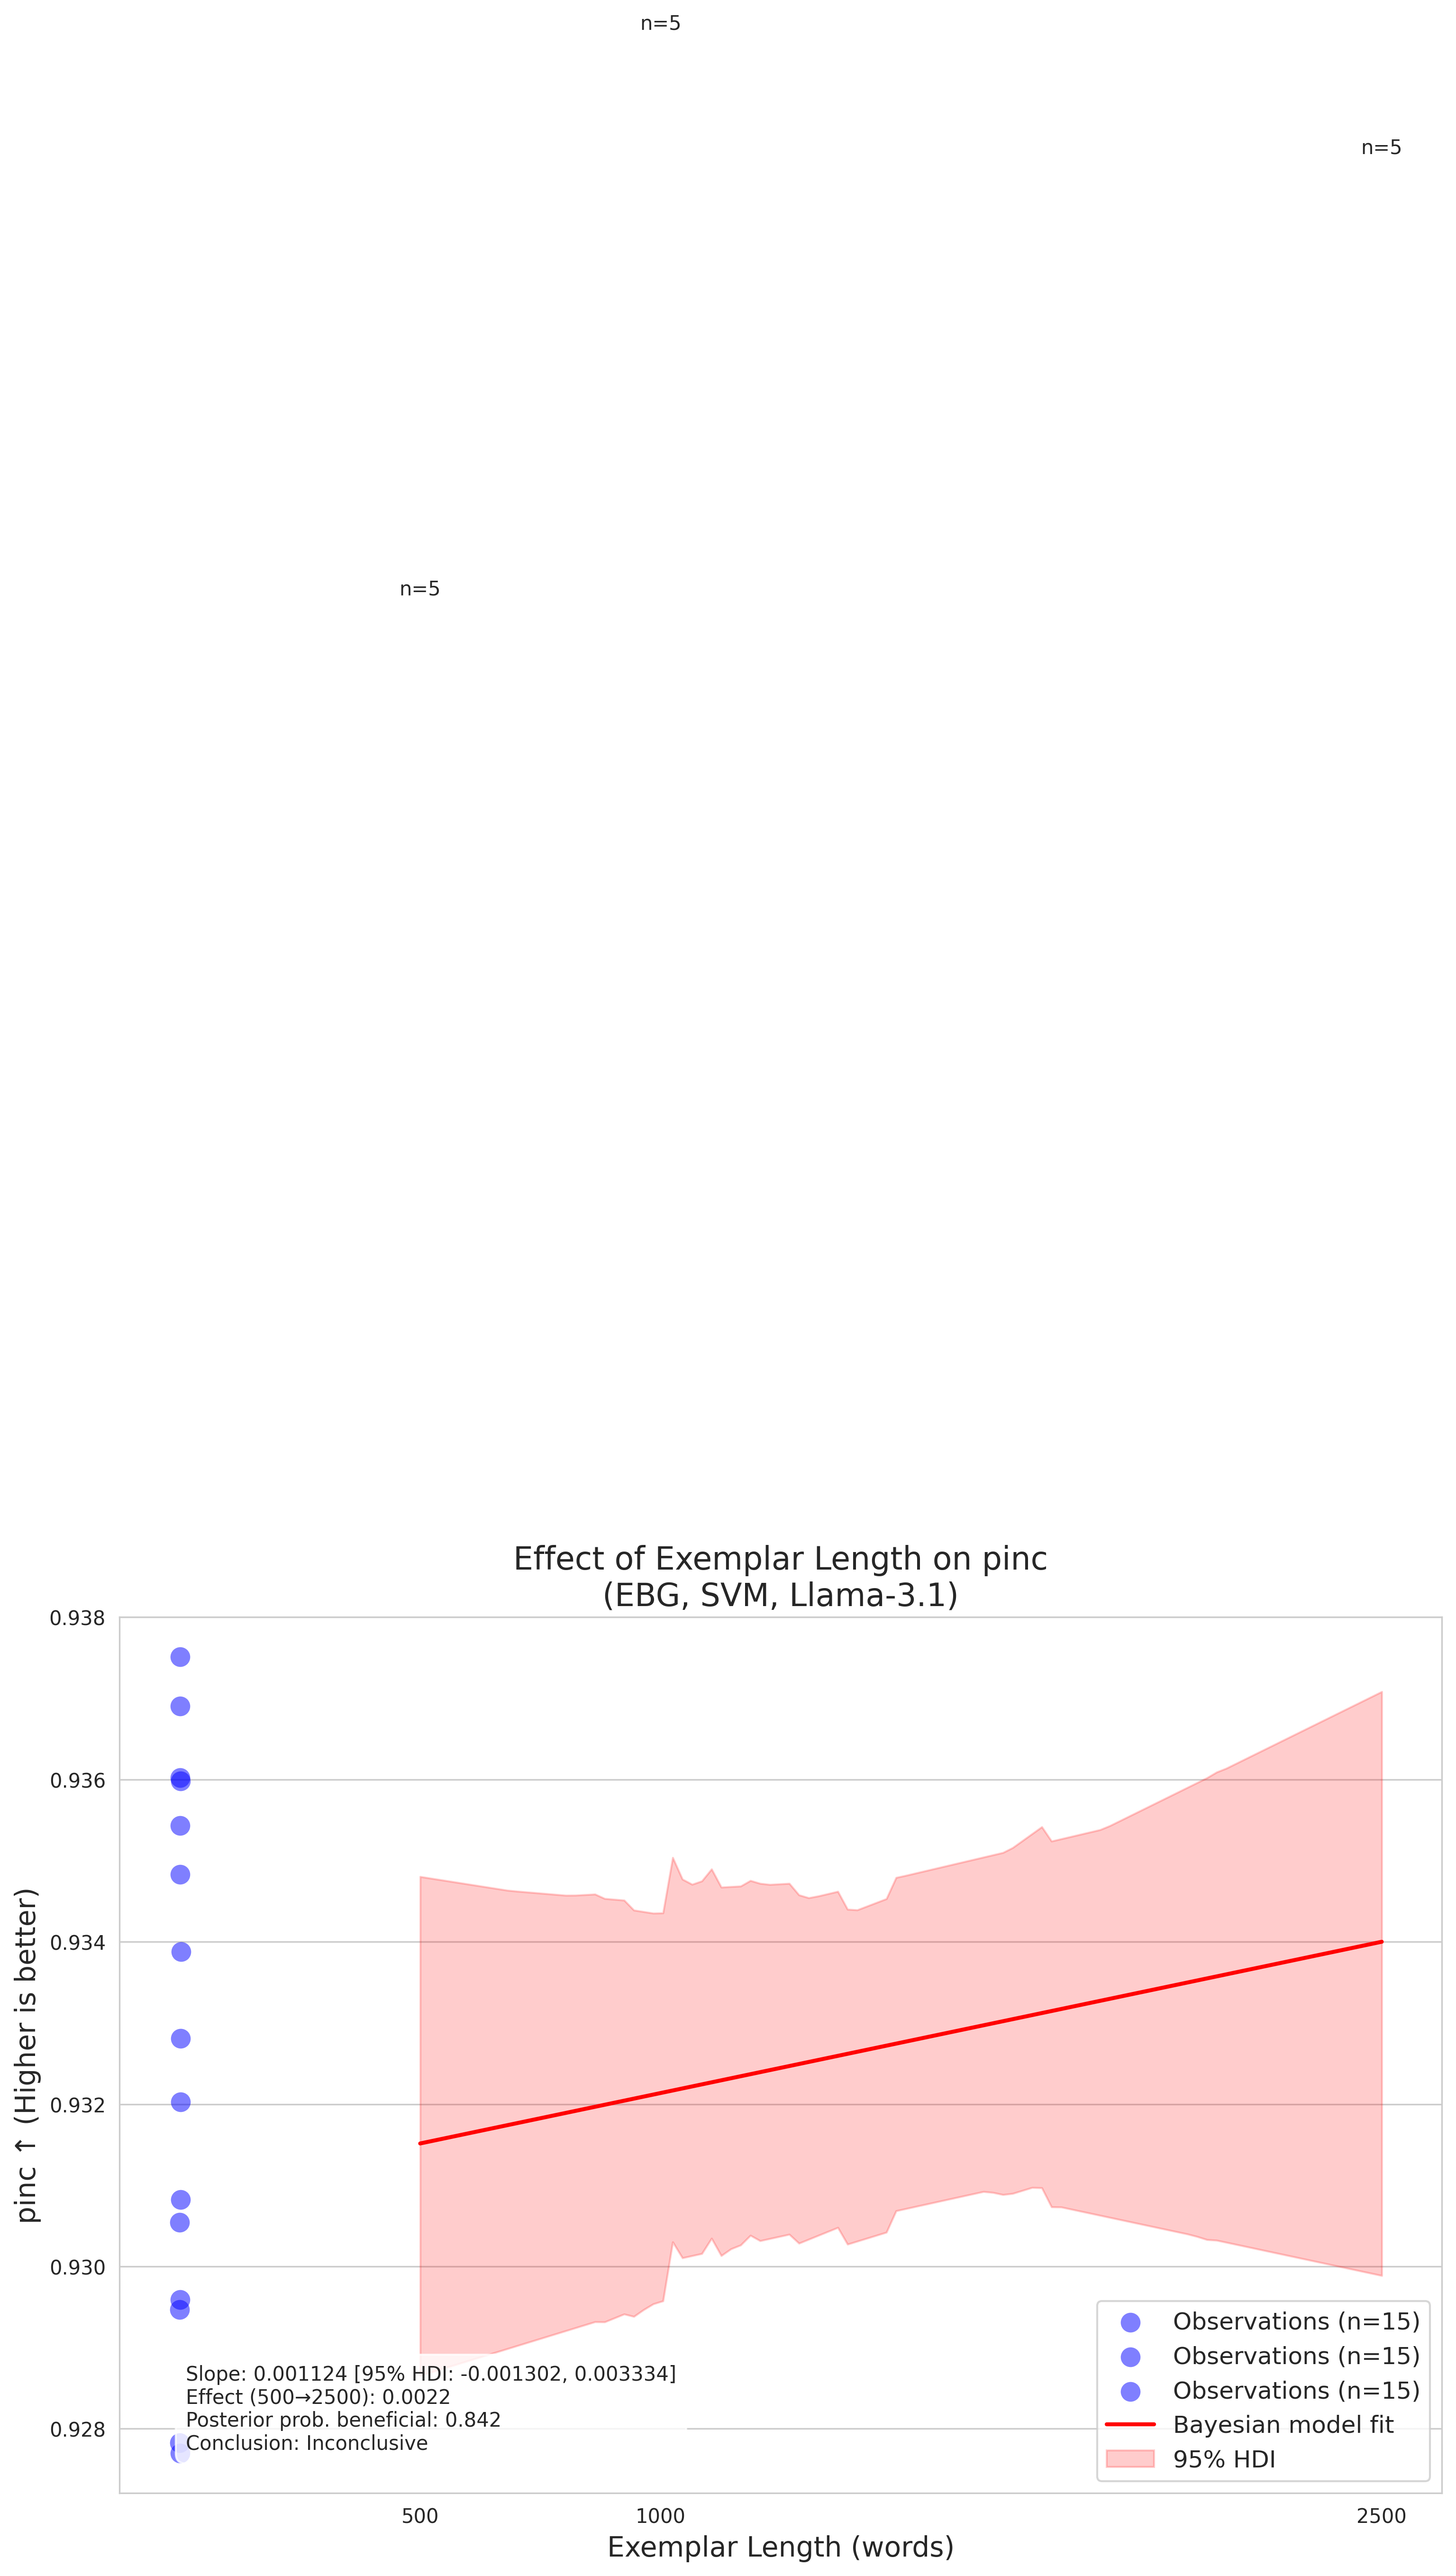 n=5
n=5
n=5
Effect of Exemplar Length on pinc
(EBG, SVM, Llama-3.1)
pinc ↑ (Higher is better)
0.938
0.936
0.934
0.932
0.930
0.928
Slope: 0.001124 [95% HDI: -0.001302, 0.003334]
Effect (500→2500): 0.0022
Posterior prob. beneficial: 0.842
Conclusion: Inconclusive
Observations (n=15)
Observations (n=15)
Observations (n=15)
Bayesian model fit
95% HDI
500 1000 2500
Exemplar Length (words)